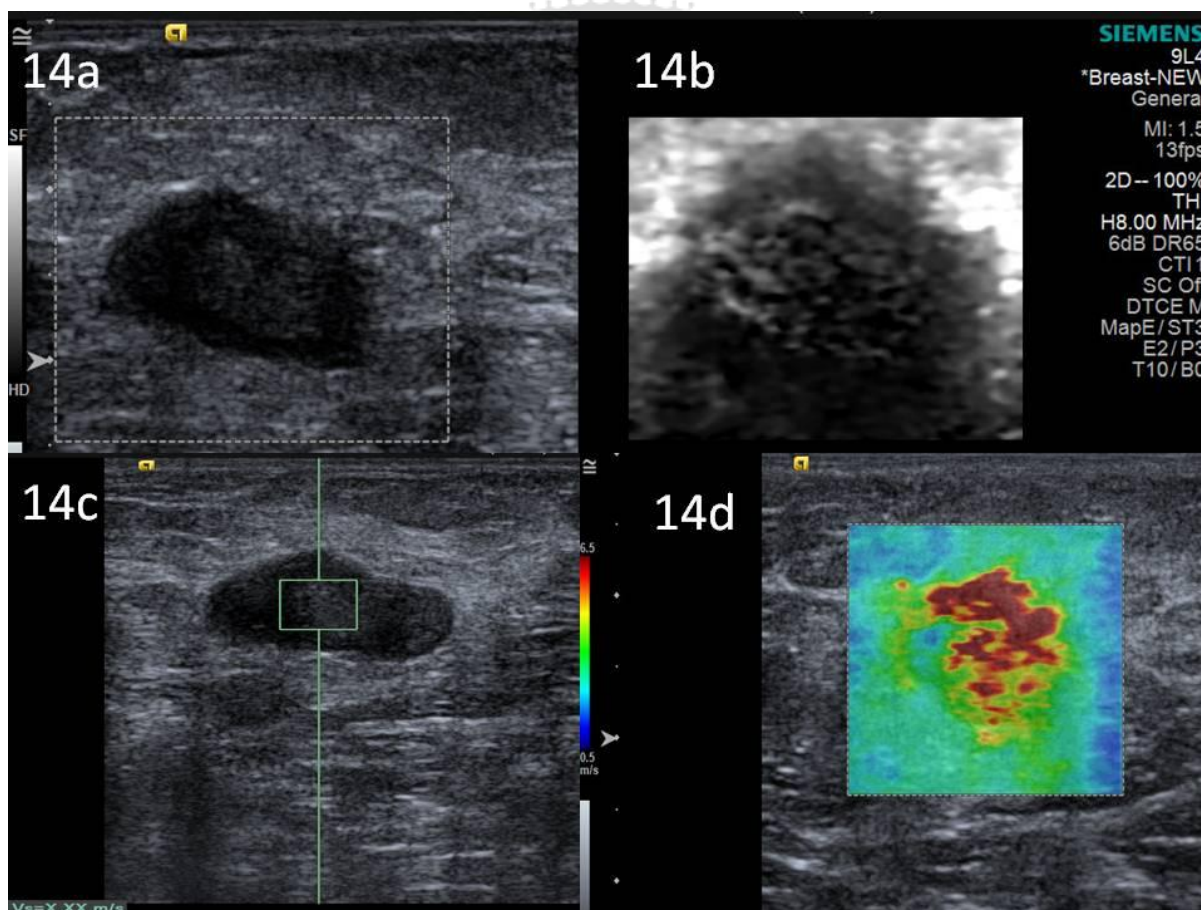 14a
14b
SIEMENS
9L4
*Breast-NEW
Genera
MI: 1.5
13fps
2D--100%
TH
H8.00 MHz
6dB DR65
CTI 1
SC Of
DTCE M
MapE/ST3
E2/P3
T10/B0
SF
HD
14c
14d
6.5
0.5
m/s
Vs=X.XX m/s